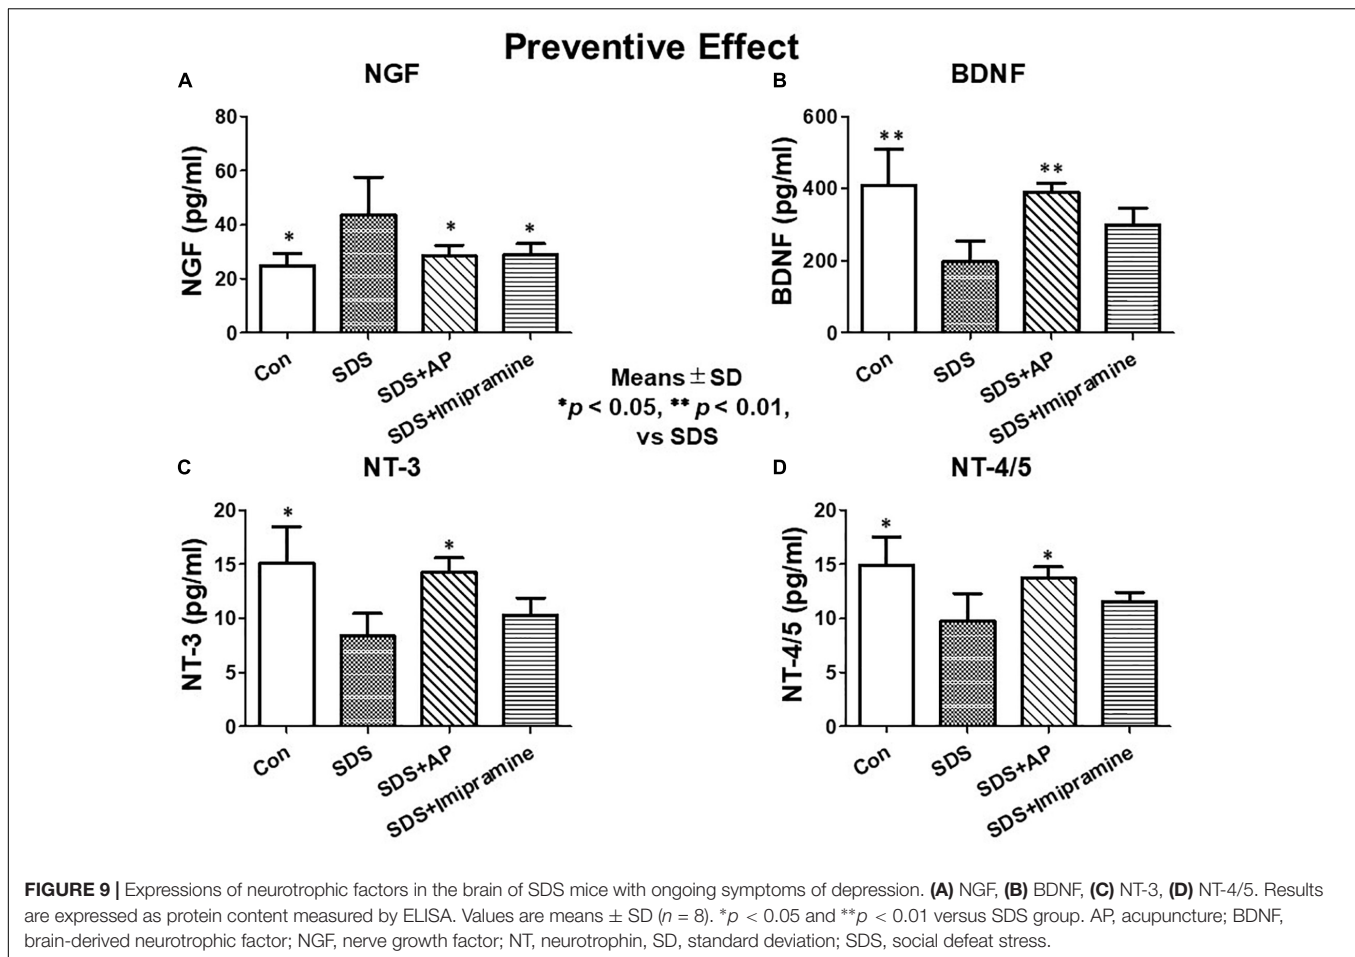 Preventive Effect
A
NGF
NGF (pg/ml)
80
60
40
20
0
*
*
*
Con
SDS
SDS+AP
SDS+Imipramine
B
BDNF
BDNF (pg/ml)
600
400
200
0
**
**
Con
SDS
SDS+AP
SDS+Imipramine
Means ± SD
*p < 0.05, ** p < 0.01,
vs SDS
C
NT-3
NT-3 (pg/ml)
20
15
10
5
0
*
*
Con
SDS
SDS+AP
SDS+Imipramine
D
NT-4/5
NT-4/5 (pg/ml)
20
15
10
5
0
*
*
Con
SDS
SDS+AP
SDS+Imipramine
FIGURE 9 | Expressions of neurotrophic factors in the brain of SDS mice with ongoing symptoms of depression. (A) NGF, (B) BDNF, (C) NT-3, (D) NT-4/5. Results
are expressed as protein content measured by ELISA. Values are means ± SD (n = 8). *p < 0.05 and **p < 0.01 versus SDS group. AP, acupuncture; BDNF,
brain-derived neurotrophic factor; NGF, nerve growth factor; NT, neurotrophin, SD, standard deviation; SDS, social defeat stress.